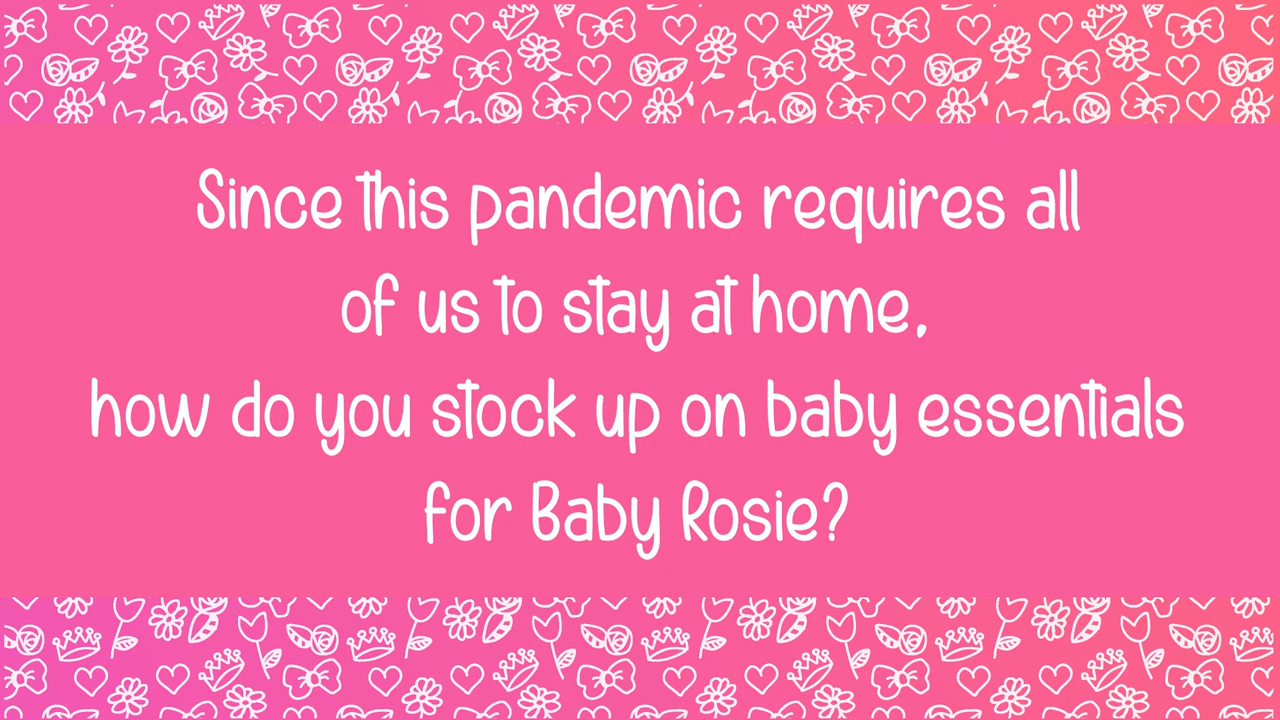 Since this pandemic requires all
of us to stay at home,
how do you stock up on baby essentials
for Baby Rosie?